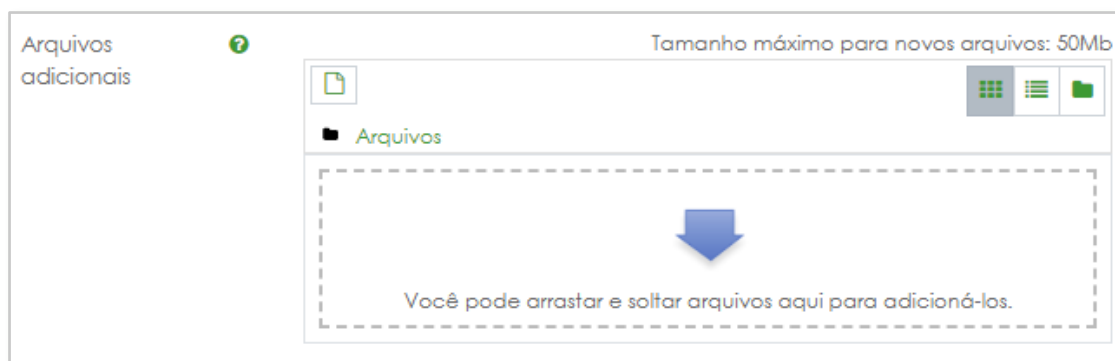 Arquivos
adicionais
Tamanho máximo para novos arquivos: 50Mb
Arquivos
Você pode arrastar e soltar arquivos aqui para adicioná-los.